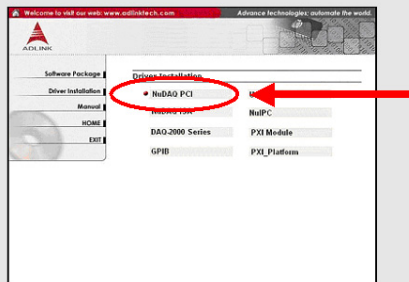 Welcome to visit our web: www.adlinktech.com
Advance technologies; automate the world.
ADLINK
Software Package
Driver Installation
Manual
HOME
EXIT
Driver Installation
NuDAQ PCI
NuDAQ ISA
NuIPC
DAQ-2000 Series
PXI Module
GPIB
PXI_Platform